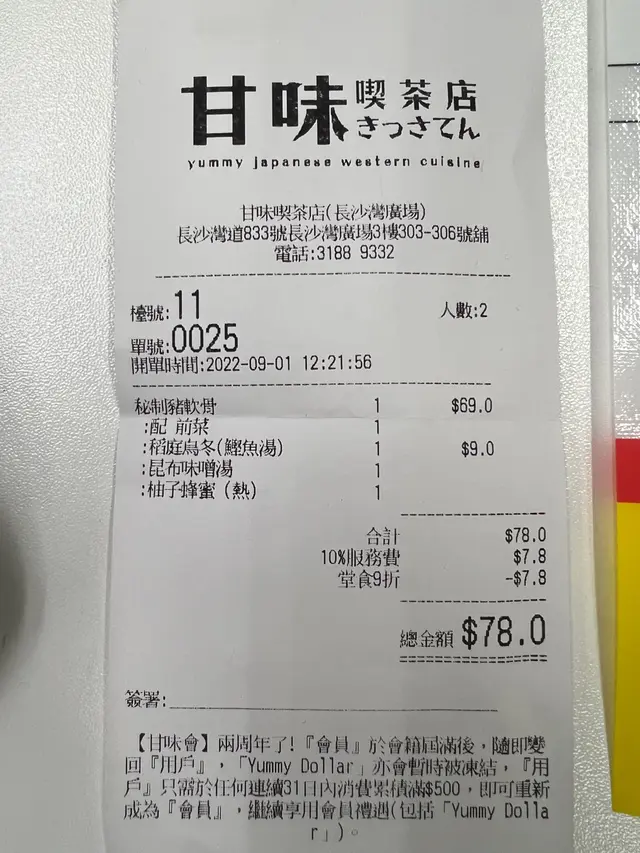 甘味 喫茶店
きっさてん
yummy japanese western cuisine
甘味喫茶店(長沙灣廣場)
長沙灣道833號長沙灣廣場3樓303-306號舖
電話:3188 9332
檯號:11 人數:2
單號:0025
開單時間:2022-09-01 12:21:56
秘制豬軟骨 1 $69.0
:配 前菜 1
:稻庭烏冬(鰹魚湯) 1 $9.0
:昆布味噌湯 1
:柚子蜂蜜 (熱) 1
合計 $78.0
10%服務費 $7.8
堂食9折 -$7.8
總金額 $78.0
簽署:
【甘味會】兩周年了!『會員』於會籍屆滿後，隨即變
回『用戶』，「Yummy Dollar」亦會暫時被凍結，『用
戶』只需於任何連續31日內消費累積滿$500，即可重新
成為『會員』，繼續享用會員禮遇(包括「Yummy Dolla
r」)。